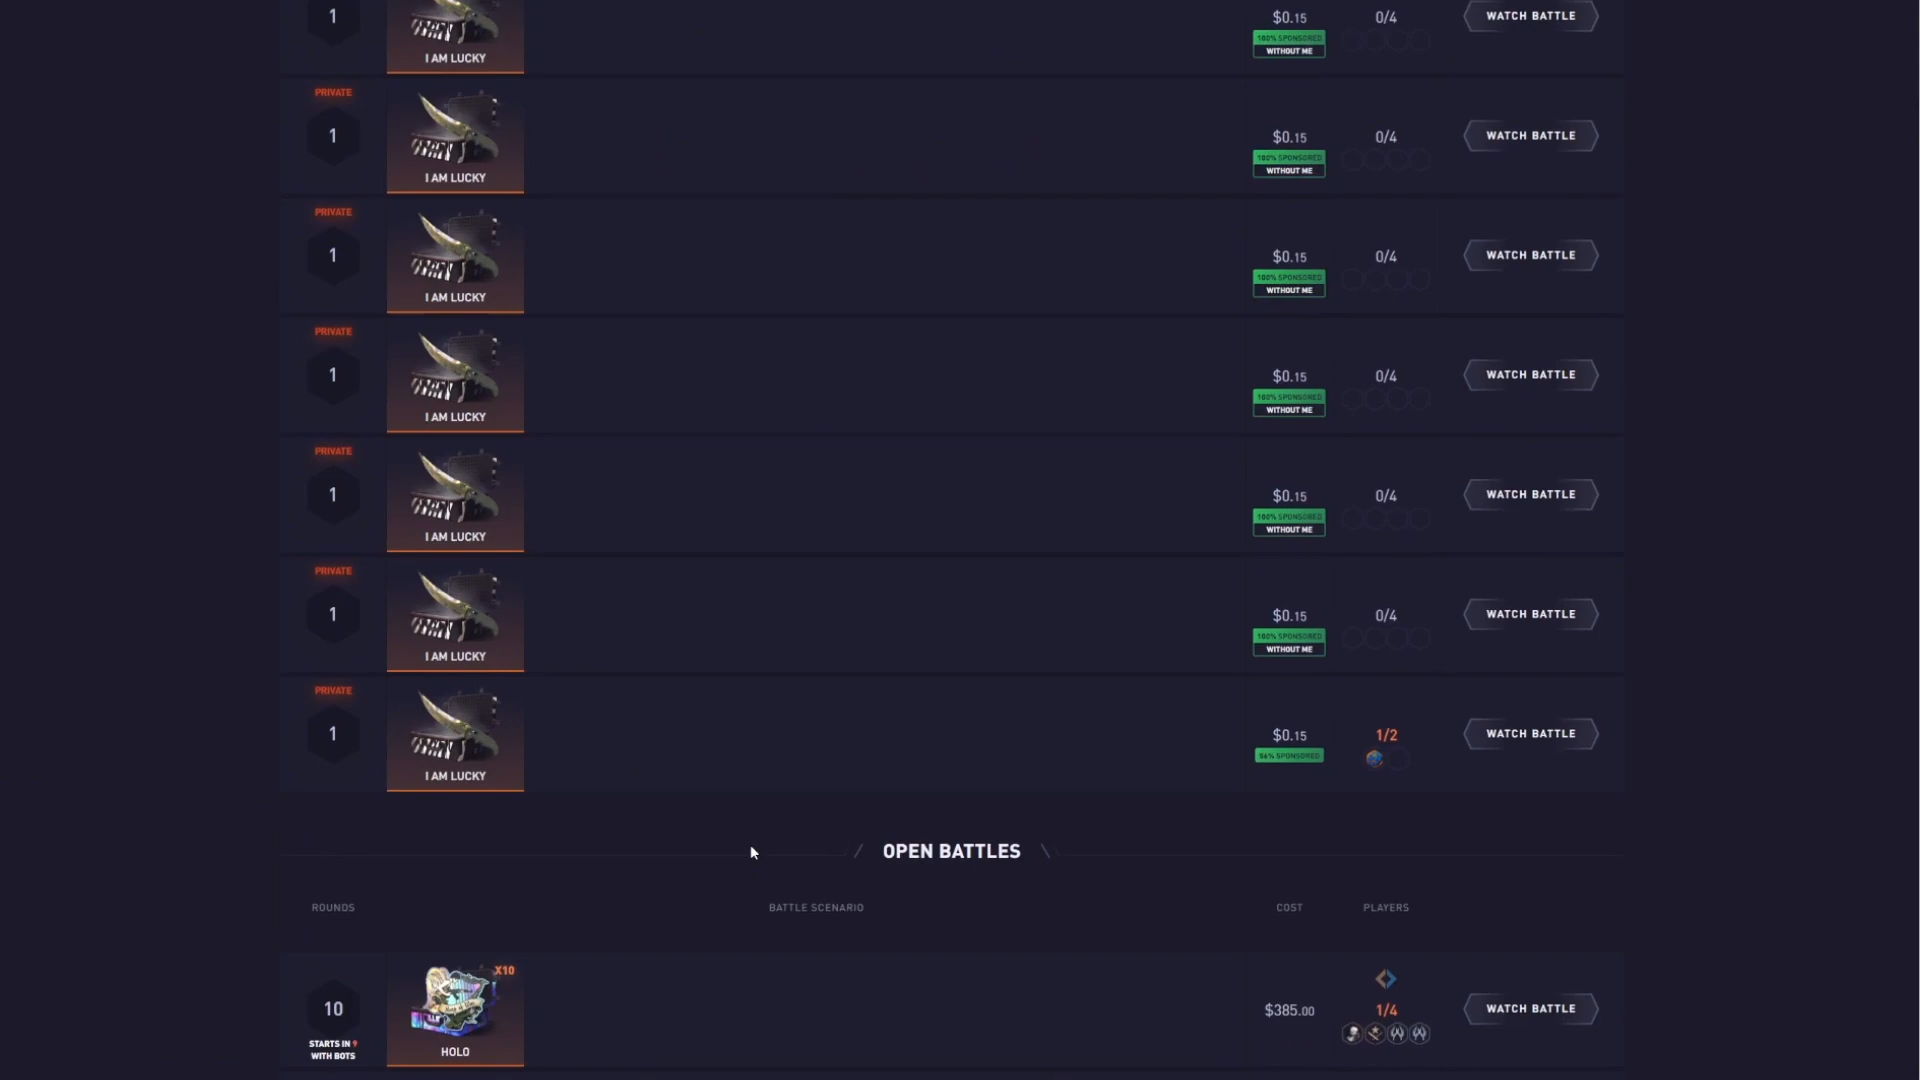 1
I AM LUCKY
$0.15
100% SPONSORED
WITHOUT ME
0/4
WATCH BATTLE
PRIVATE
1
I AM LUCKY
$0.15
100% SPONSORED
WITHOUT ME
0/4
WATCH BATTLE
PRIVATE
1
I AM LUCKY
$0.15
100% SPONSORED
WITHOUT ME
0/4
WATCH BATTLE
PRIVATE
1
I AM LUCKY
$0.15
100% SPONSORED
WITHOUT ME
0/4
WATCH BATTLE
PRIVATE
1
I AM LUCKY
$0.15
100% SPONSORED
WITHOUT ME
0/4
WATCH BATTLE
PRIVATE
1
I AM LUCKY
$0.15
100% SPONSORED
WITHOUT ME
0/4
WATCH BATTLE
PRIVATE
1
I AM LUCKY
$0.15
SPONSORED
1/2
WATCH BATTLE
OPEN BATTLES
ROUNDS BATTLE SCENARIO COST PLAYERS
10
STARTS IN 9
WITH BOTS
X10
HOLO
$385.00
1/4
WATCH BATTLE